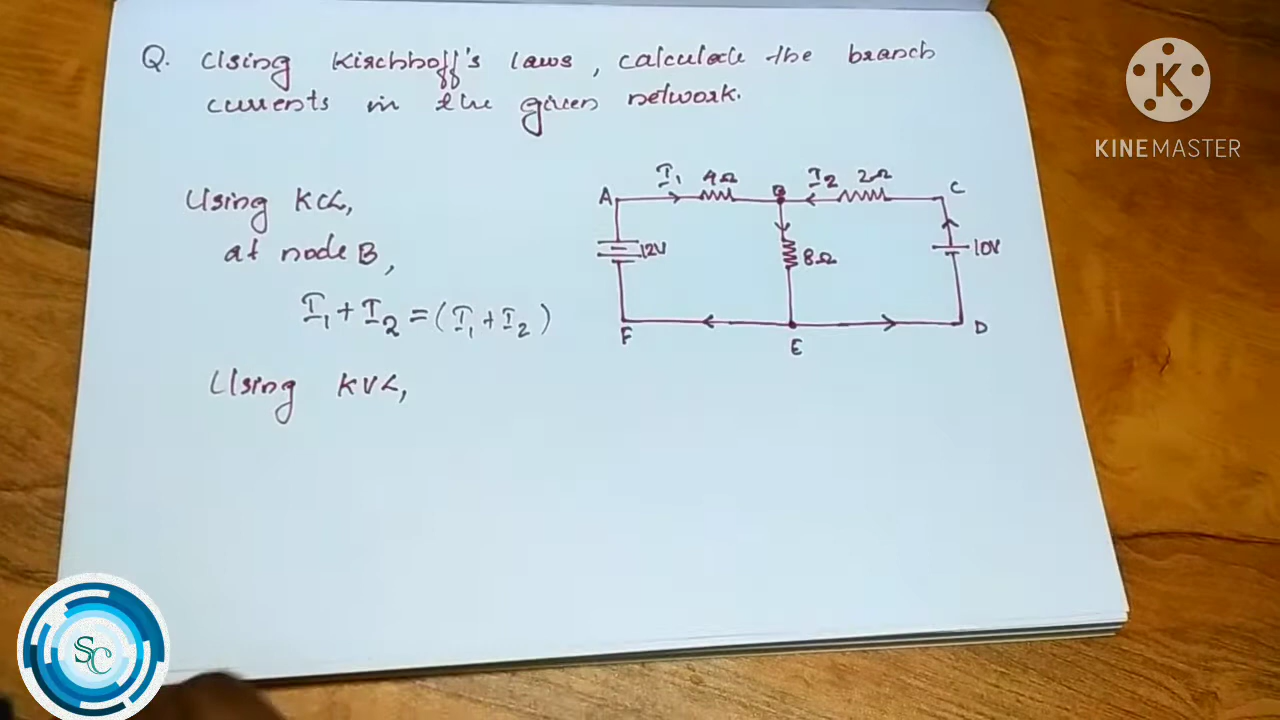 Q. Using Kirchhoff's laws, calculate the branch
currents in the given network.
KINEMASTER
Using KCL,
at node B,
I₁ + I₂ = (I₁ + I₂)
Using KVL,
A I₁ 4Ω B I₂ 2Ω C
12V 8Ω 10V
F E D
SC